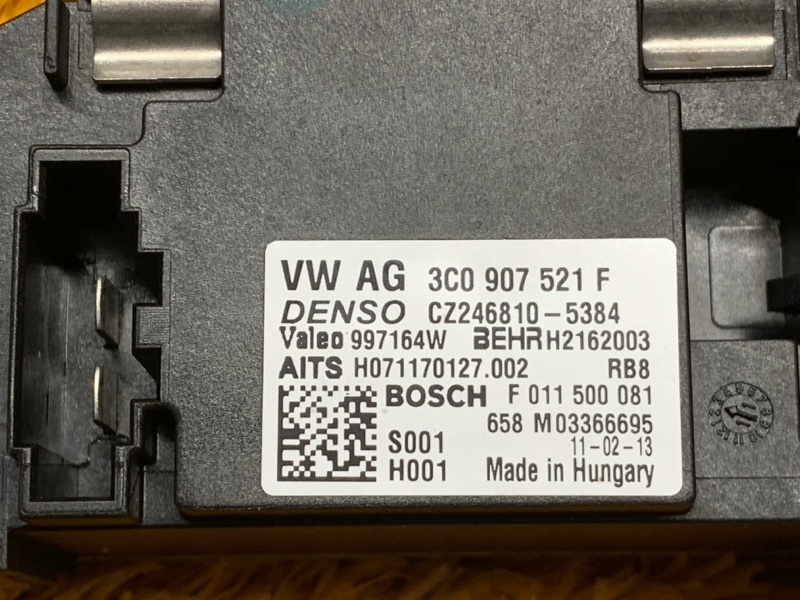 VW AG 3C0 907 521 F
DENSO CZ246810-5384
Valeo 997164W BEHR H2162003
AITS H071170127.002 RB8
BOSCH F 011 500 081
658 M03366695
S001 11-02-13
H001 Made in Hungary